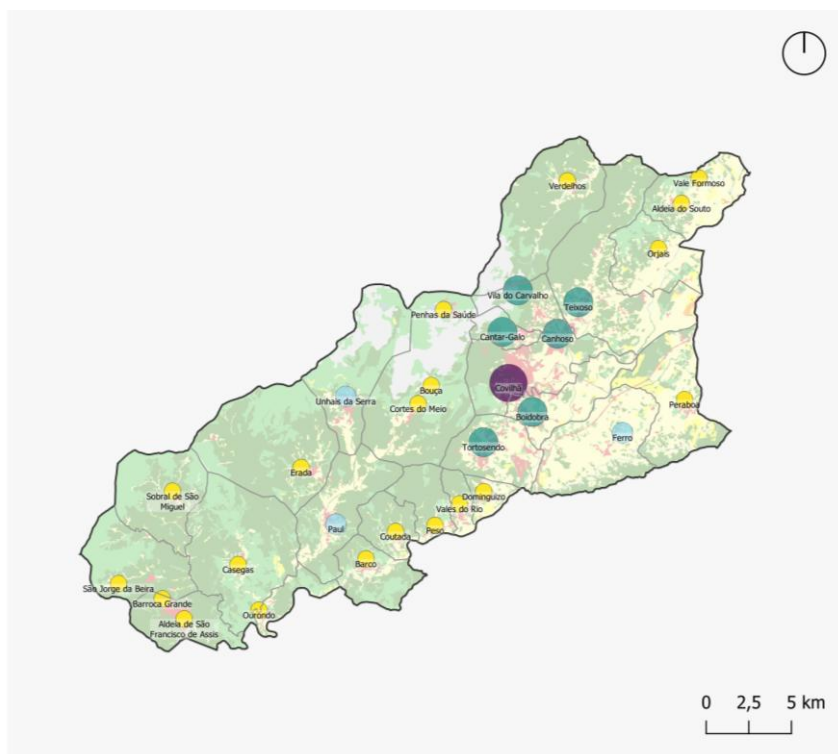 Verdelhos
Vale Formoso
Aldeia do Souto
Orjais
Vila do Carvalho
Teixoso
Penhas da Saúde
Cantar-Galo
Canhoso
Covilhã
Bouça
Unhais da Serra
Cortes do Meio
Peraboa
Boidobra
Ferro
Tortosendo
Erada
Sobral de São
Miguel
Dominguizo
Vales do Rio
Paul
Peso
Coutada
Barco
Casegas
São Jorge da Beira
Barroca Grande
Ourondo
Aldeia de São
Francisco de Assis
0 2,5 5 km